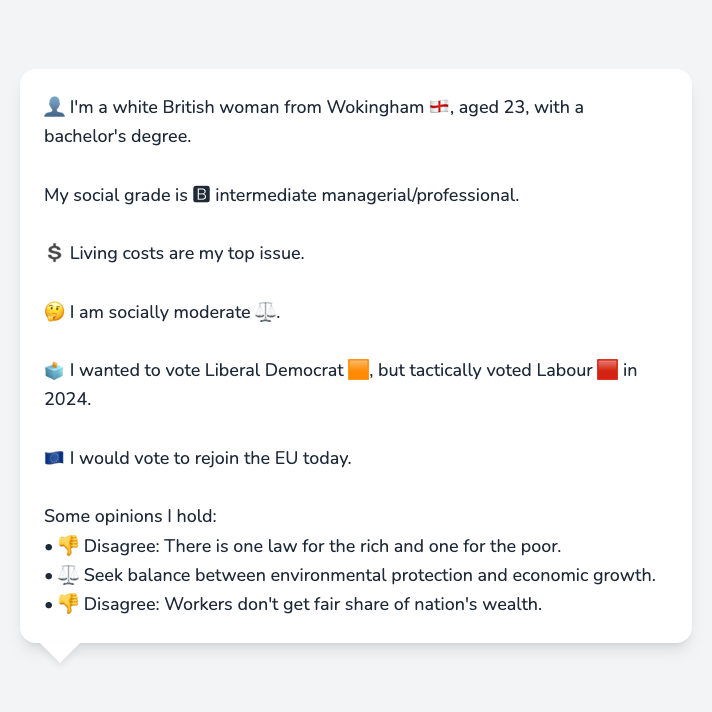 👤 I'm a white British woman from Wokingham 🏴󠁧󠁢󠁥󠁮󠁧󠁿, aged 23, with a
bachelor's degree.
My social grade is 🅱 intermediate managerial/professional.
💲 Living costs are my top issue.
🤔 I am socially moderate ⚖️.
🗳️ I wanted to vote Liberal Democrat 🟧, but tactically voted Labour 🟥 in
2024.
🇪🇺 I would vote to rejoin the EU today.
Some opinions I hold:
• 👎 Disagree: There is one law for the rich and one for the poor.
• ⚖️ Seek balance between environmental protection and economic growth.
• 👎 Disagree: Workers don't get fair share of nation's wealth.